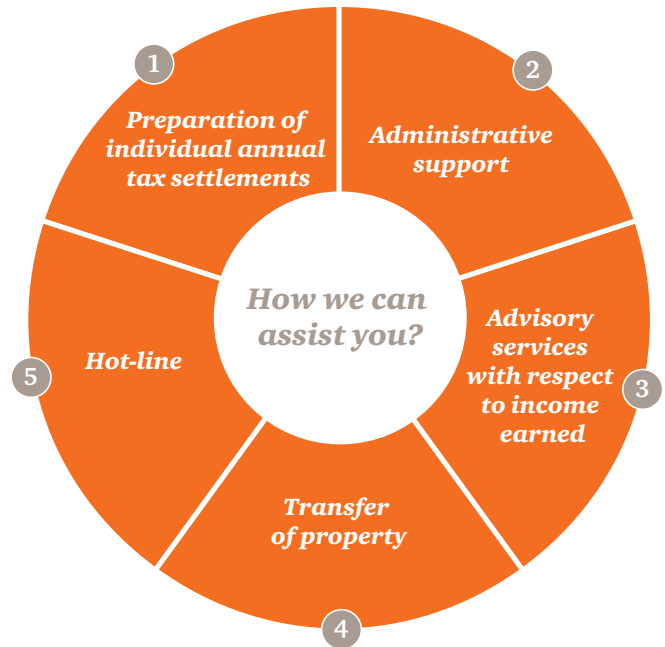 How we can
assist you?
1
Preparation of
individual annual
tax settlements
2
Administrative
support
3
Advisory
services
with respect
to income
earned
4
Transfer
of property
5
Hot-line